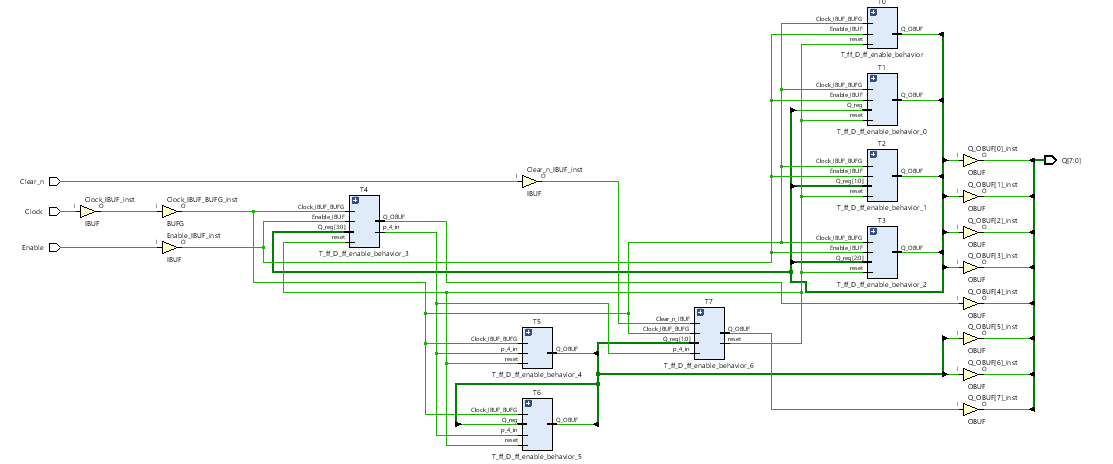 T0
Clock_IBUF_BUFG
Enable_IBUF
reset
Q_OBUF
T_ff_D_ff_enable_behavior
T1
Clock_IBUF_BUFG
Enable_IBUF
Q_reg
reset
Q_OBUF
T_ff_D_ff_enable_behavior_0
T2
Clock_IBUF_BUFG
Enable_IBUF
Q_reg[1:0]
reset
Q_OBUF
T_ff_D_ff_enable_behavior_1
T3
Clock_IBUF_BUFG
Enable_IBUF
Q_reg[2:0]
reset
Q_OBUF
T_ff_D_ff_enable_behavior_2
Clear_n
Clear_n_IBUF_inst
I O
IBUF
Clock
Clock_IBUF_inst
I O
IBUF
Clock_IBUF_BUFG_inst
I O
BUFG
Enable
Enable_IBUF_inst
I O
IBUF
T4
Clock_IBUF_BUFG
Enable_IBUF
Q_reg[3:0]
reset
Q_OBUF
p_4_in
T_ff_D_ff_enable_behavior_3
T5
Clock_IBUF_BUFG
p_4_in
reset
Q_OBUF
T_ff_D_ff_enable_behavior_4
T6
Clock_IBUF_BUFG
Q_reg
p_4_in
reset
Q_OBUF
T_ff_D_ff_enable_behavior_5
T7
Clear_n_IBUF
Clock_IBUF_BUFG
Q_reg[1:0]
p_4_in
Q_OBUF
reset
T_ff_D_ff_enable_behavior_6
Q_OBUF[0]_inst
I O
OBUF
Q_OBUF[1]_inst
I O
OBUF
Q_OBUF[2]_inst
I O
OBUF
Q_OBUF[3]_inst
I O
OBUF
Q_OBUF[4]_inst
I O
OBUF
Q_OBUF[5]_inst
I O
OBUF
Q_OBUF[6]_inst
I O
OBUF
Q_OBUF[7]_inst
I O
OBUF
Q[7:0]